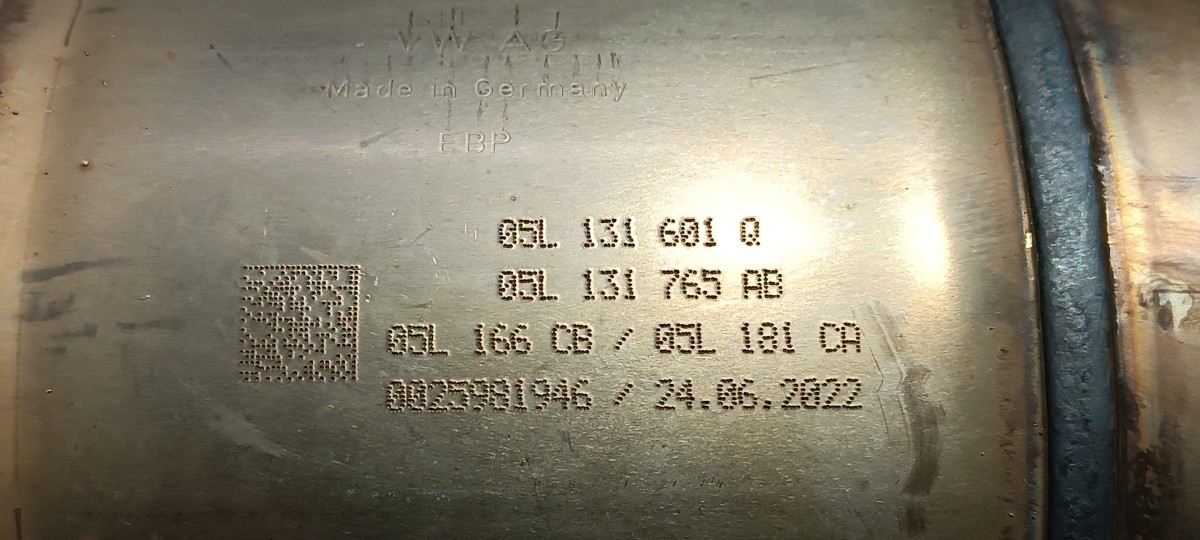 VW AG
Made in Germany
EBP
05L 131 601 Q
05L 131 765 AB
05L 166 CB / 05L 181 CA
0025981946 / 24.06.2022